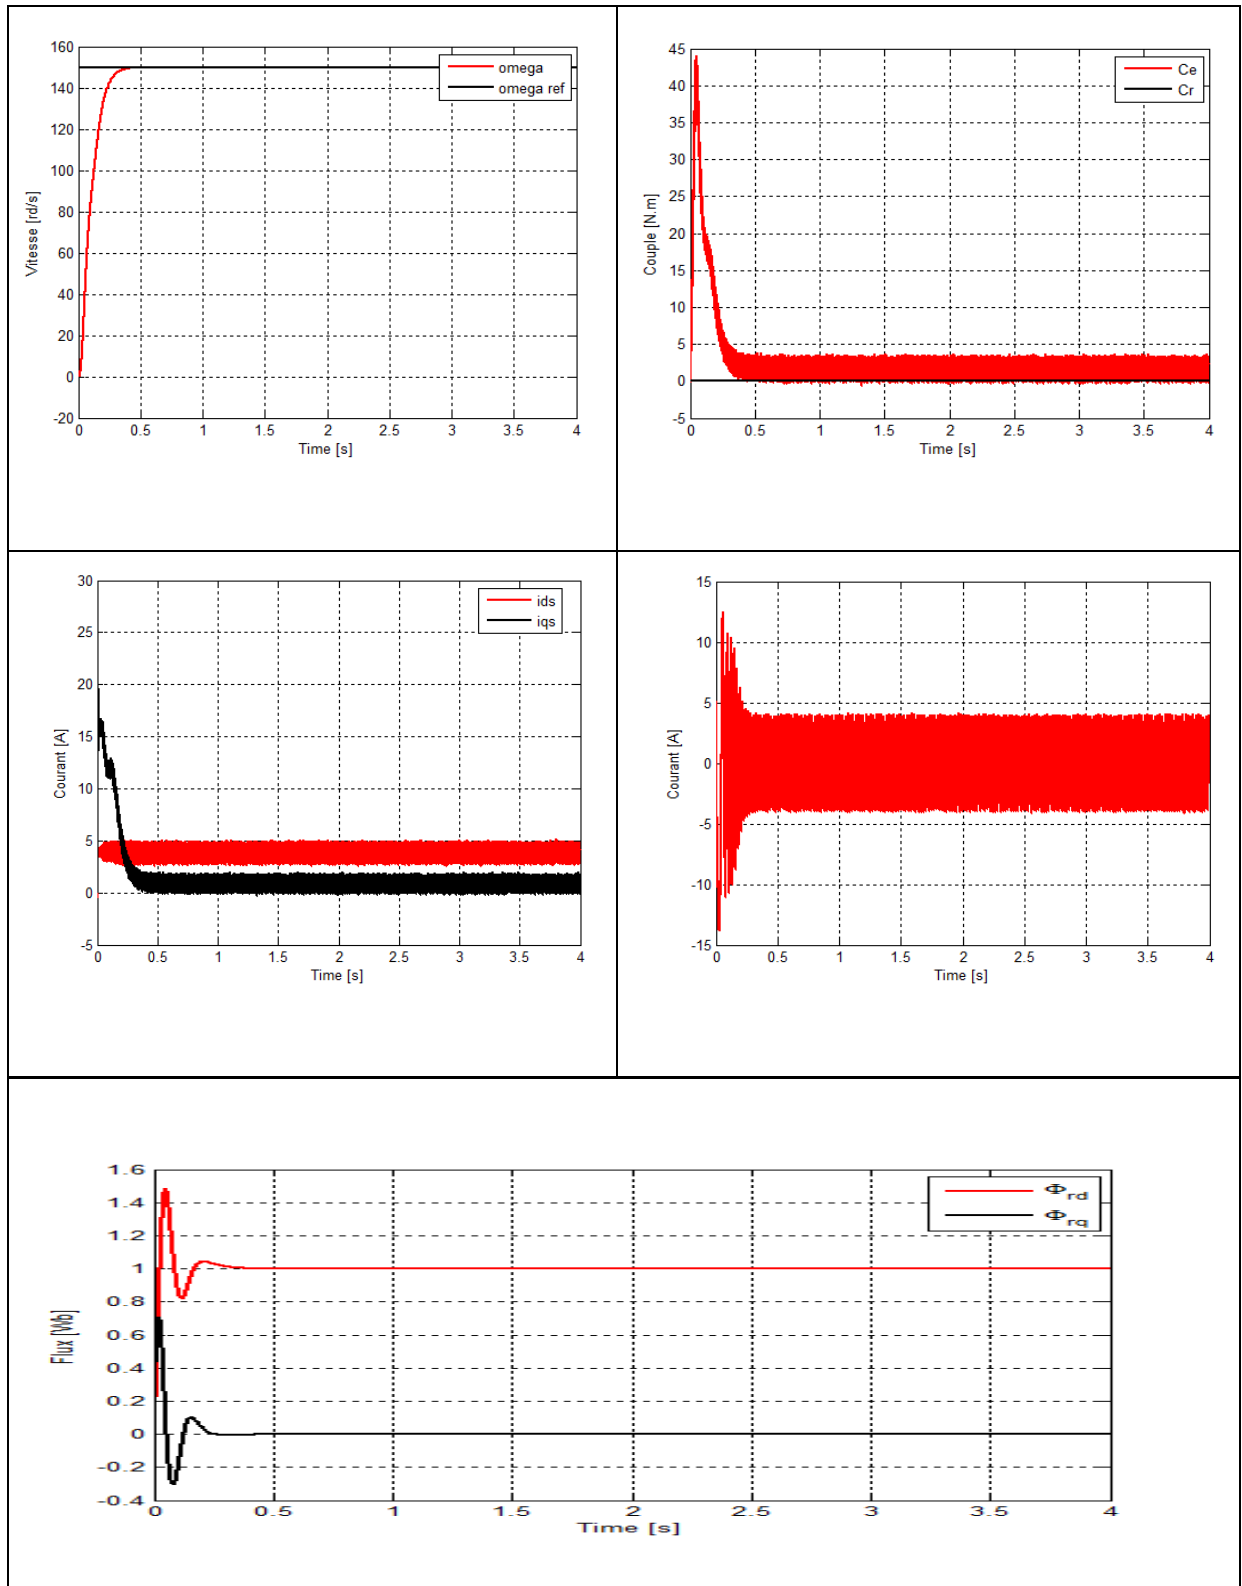 160
140
120
100
80
60
40
20
0
-20
Vitesse [rd/s]
omega
omega ref
0 0.5 1 1.5 2 2.5 3 3.5 4
Time [s]
45
40
35
30
25
20
15
10
5
0
-5
Couple [N.m]
Ce
Cr
0 0.5 1 1.5 2 2.5 3 3.5 4
Time [s]
30
25
20
15
10
5
0
-5
Courant [A]
ids
iqs
0 0.5 1 1.5 2 2.5 3 3.5 4
Time [s]
15
10
5
0
-5
-10
-15
Courant [A]
0 0.5 1 1.5 2 2.5 3 3.5 4
Time [s]
1.6
1.4
1.2
1
0.8
0.6
0.4
0.2
0
-0.2
-0.4
Flux [Wb]
Φrd
Φrq
0 0.5 1 1.5 2 2.5 3 3.5 4
Time [s]